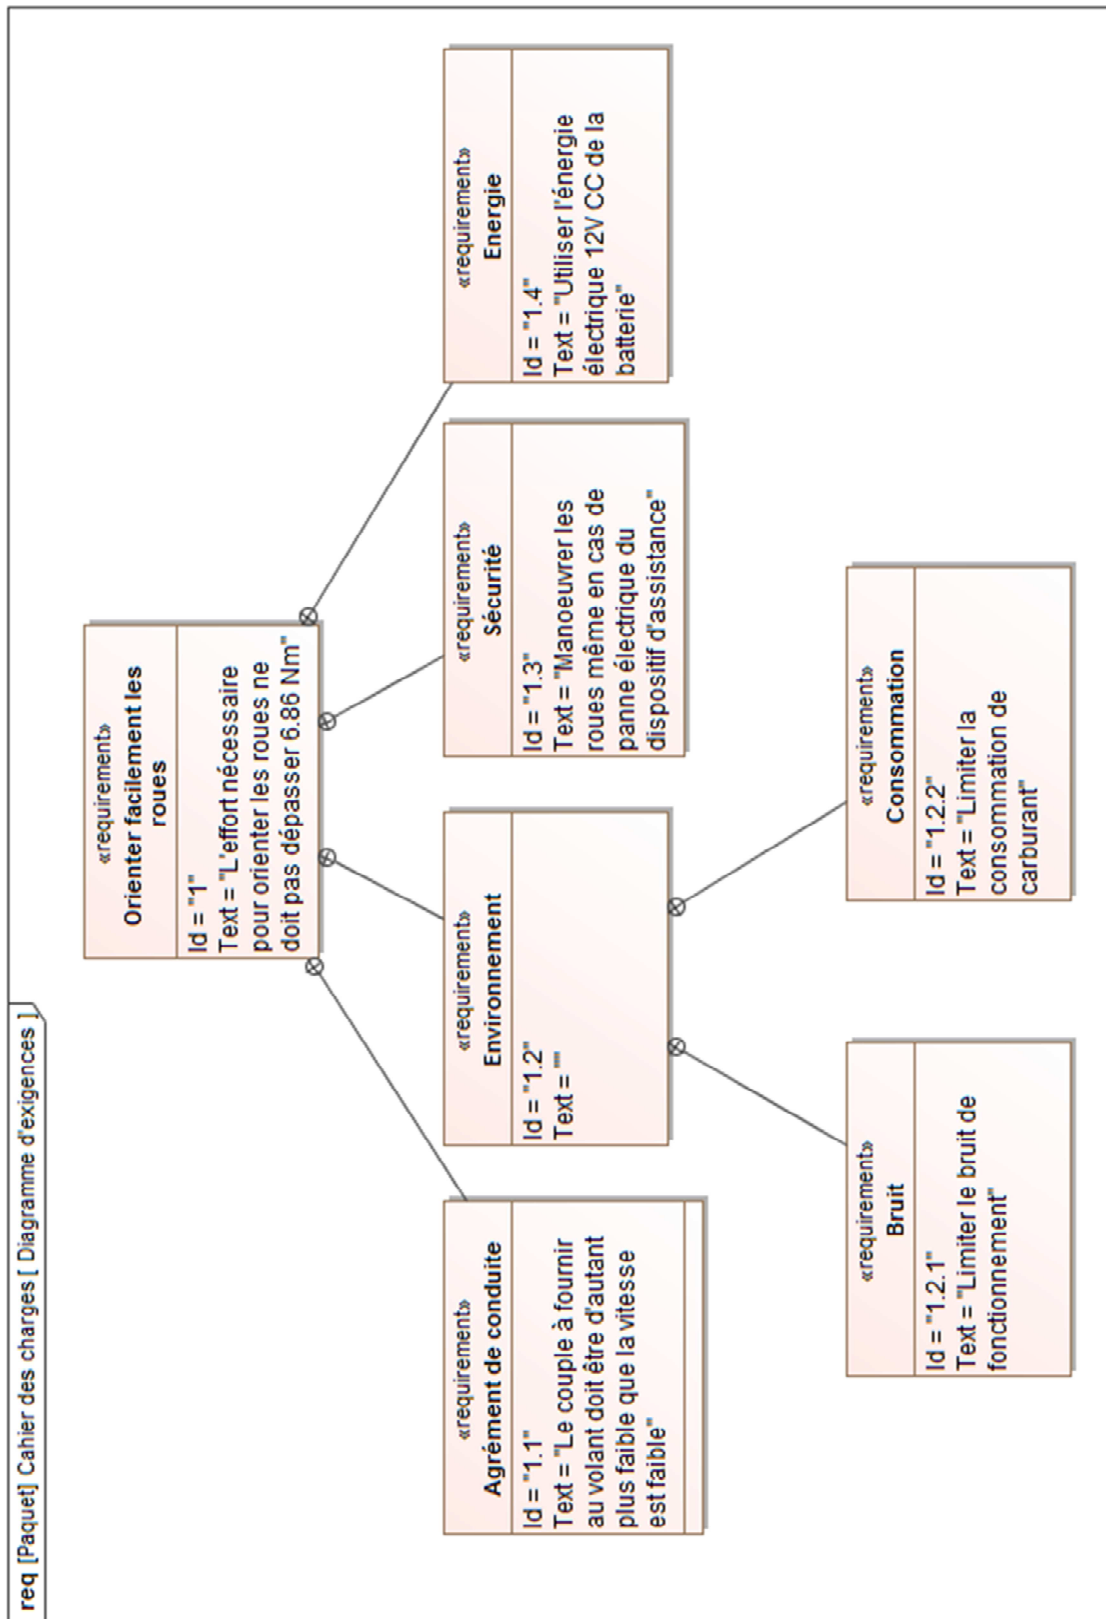 req [Paquet] Cahier des charges [ Diagramme d'exigences ]
«requirement»
Orienter facilement les
roues
Id = "1"
Text = "L'effort nécessaire
pour orienter les roues ne
doit pas dépasser 6.86 Nm"
«requirement»
Agrément de conduite
Id = "1.1"
Text = "Le couple à fournir
au volant doit être d'autant
plus faible que la vitesse
est faible"
«requirement»
Environnement
Id = "1.2"
Text = ""
«requirement»
Sécurité
Id = "1.3"
Text = "Manoeuvrer les
roues même en cas de
panne électrique du
dispositif d'assistance"
«requirement»
Energie
Id = "1.4"
Text = "Utiliser l'énergie
électrique 12V CC de la
batterie"
«requirement»
Bruit
Id = "1.2.1"
Text = "Limiter le bruit de
fonctionnement"
«requirement»
Consommation
Id = "1.2.2"
Text = "Limiter la
consommation de
carburant"